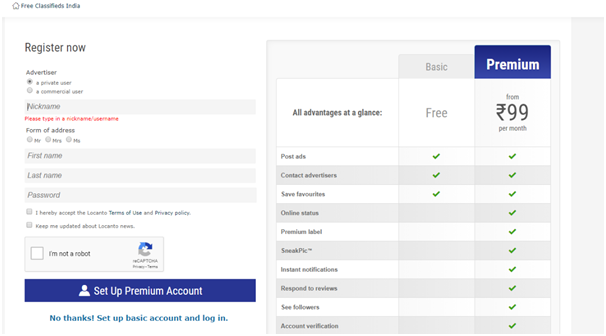 Free Classifieds India
Register now
Advertiser
a private user
a commercial user
Nickname
Please type in a nickname/username
Form of address
Mr Mrs Ms
First name
Last name
Password
I hereby accept the Locanto Terms of Use and Privacy policy.
Keep me updated about Locanto news.
I'm not a robot
reCAPTCHA
Privacy - Terms
Set Up Premium Account
No thanks! Set up basic account and log in.
Basic
Premium
All advantages at a glance:
Free
from
₹99
per month
Post ads
Contact advertisers
Save favourites
Online status
Premium label
SneakPic™
Instant notifications
Respond to reviews
See followers
Account verification